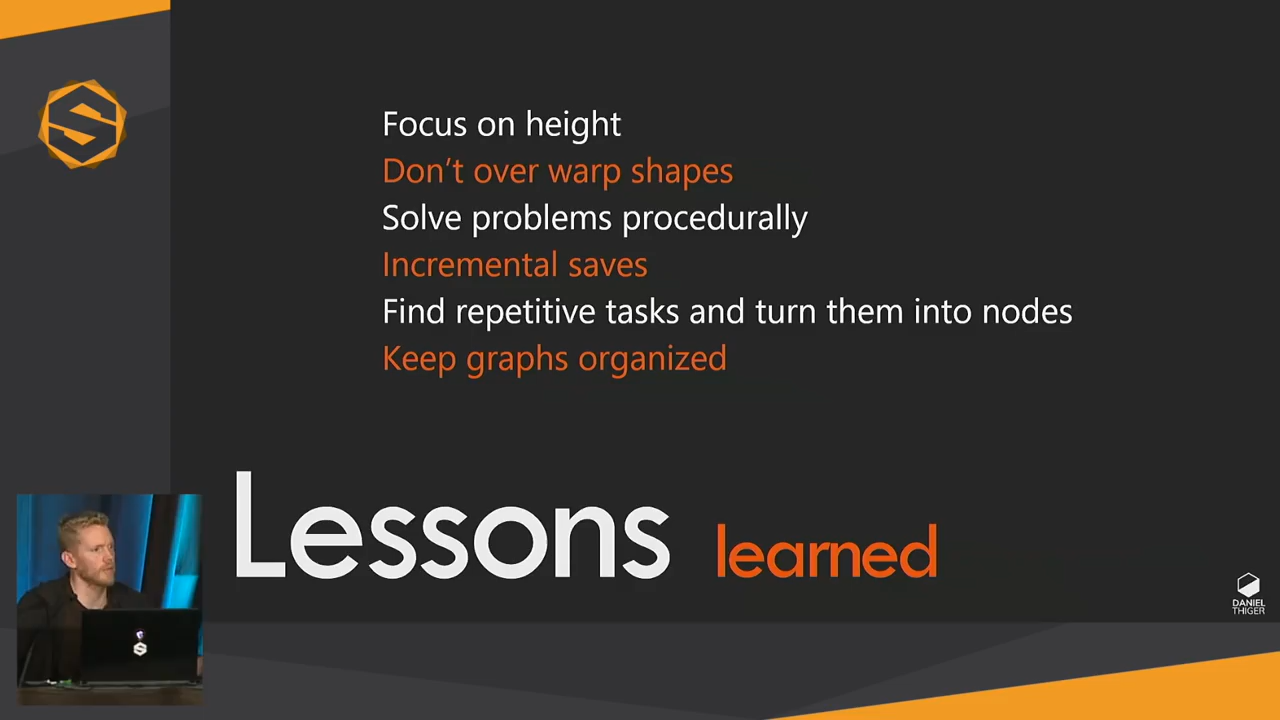 Focus on height
Don’t over warp shapes
Solve problems procedurally
Incremental saves
Find repetitive tasks and turn them into nodes
Keep graphs organized
Lessons learned
DANIEL
THIGER